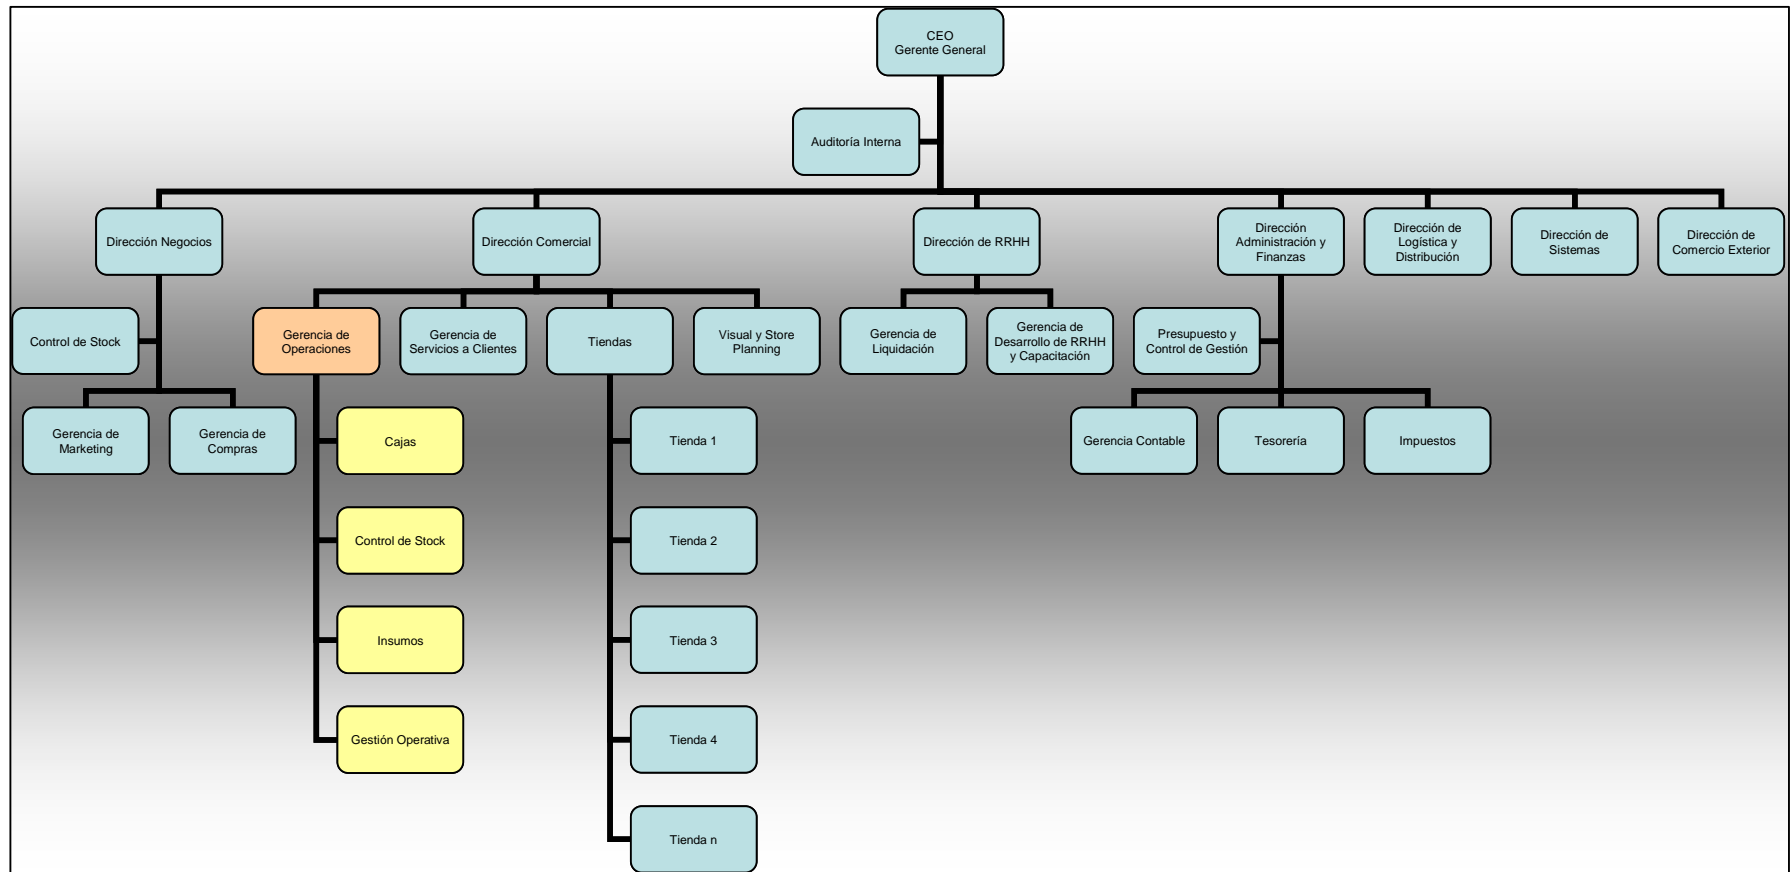 CEO
Gerente General
Auditoría Interna
Dirección Negocios
Dirección Comercial
Dirección de RRHH
Dirección
Administración y
Finanzas
Dirección de
Logística y
Distribución
Dirección de
Sistemas
Dirección de
Comercio Exterior
Control de Stock
Gerencia de
Operaciones
Gerencia de
Servicios a Clientes
Tiendas
Visual y Store
Planning
Gerencia de
Liquidación
Gerencia de
Desarrollo de RRHH
y Capacitación
Presupuesto y
Control de Gestión
Gerencia de
Marketing
Gerencia de
Compras
Cajas
Tienda 1
Gerencia Contable
Tesorería
Impuestos
Control de Stock
Tienda 2
Insumos
Tienda 3
Gestión Operativa
Tienda 4
Tienda n